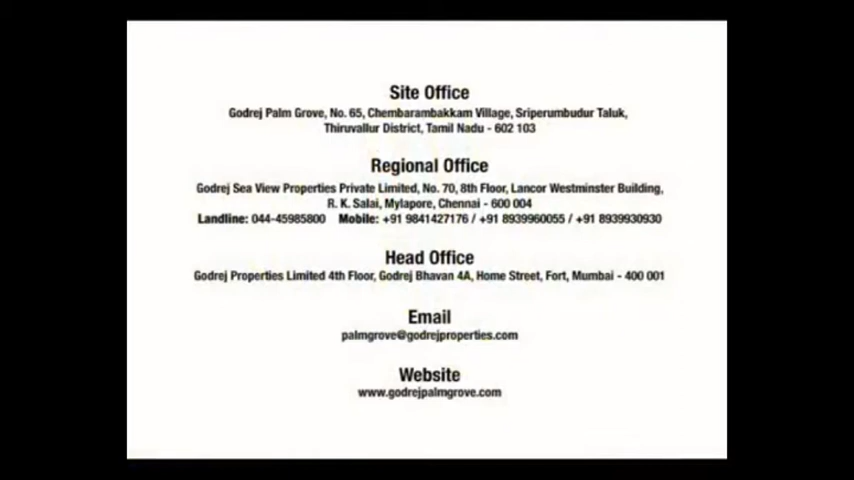 Site Office
Godrej Palm Grove, No. 65, Chembarambakkam Village, Sriperumbudur Taluk,
Thiruvallur District, Tamil Nadu - 602 103
Regional Office
Godrej Sea View Properties Private Limited, No. 70, 8th Floor, Lancor Westminster Building,
R. K. Salai, Mylapore, Chennai - 600 004
Landline: 044-45985800 Mobile: +91 9841427176 / +91 8939960055 / +91 8939930930
Head Office
Godrej Properties Limited 4th Floor, Godrej Bhavan 4A, Home Street, Fort, Mumbai - 400 001
Email
palmgrove@godrejproperties.com
Website
www.godrejpalmgrove.com